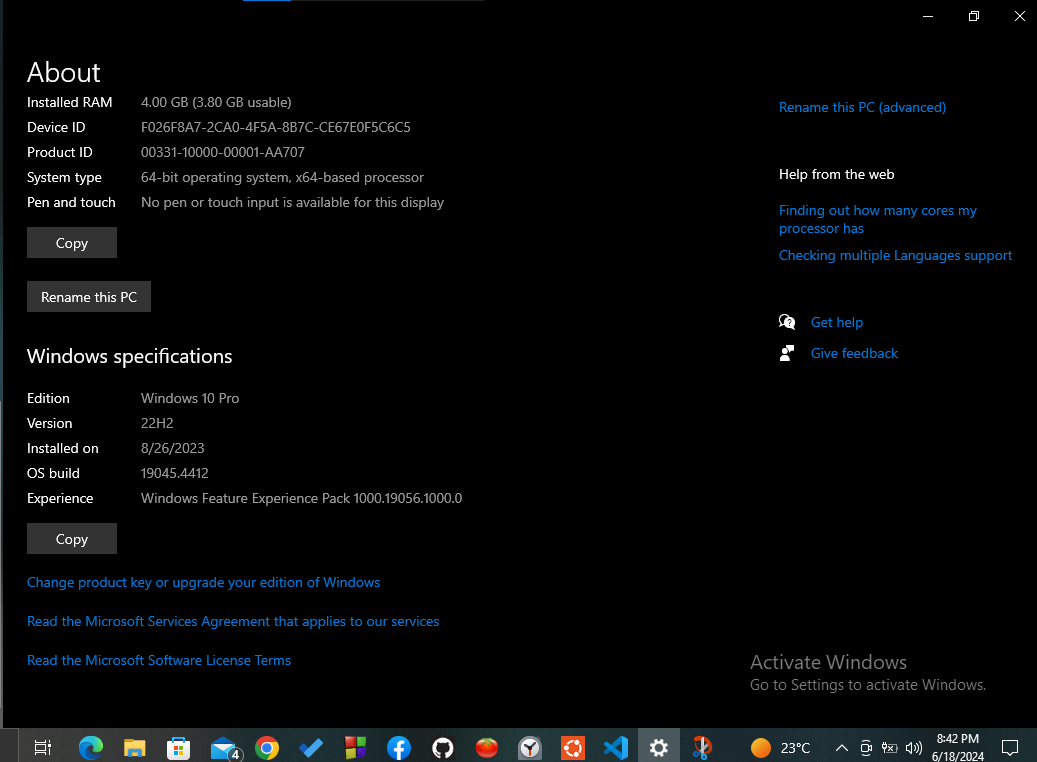 About
Installed RAM 4.00 GB (3.80 GB usable)
Device ID F026F8A7-2CA0-4F5A-8B7C-CE67E0F5C6C5
Product ID 00331-10000-00001-AA707
System type 64-bit operating system, x64-based processor
Pen and touch No pen or touch input is available for this display
Copy
Rename this PC
Windows specifications
Edition Windows 10 Pro
Version 22H2
Installed on 8/26/2023
OS build 19045.4412
Experience Windows Feature Experience Pack 1000.19056.1000.0
Copy
Change product key or upgrade your edition of Windows
Read the Microsoft Services Agreement that applies to our services
Read the Microsoft Software License Terms
Rename this PC (advanced)
Help from the web
Finding out how many cores my
processor has
Checking multiple Languages support
Get help
Give feedback
Activate Windows
Go to Settings to activate Windows.
4
23°C
8:42 PM
6/18/2024